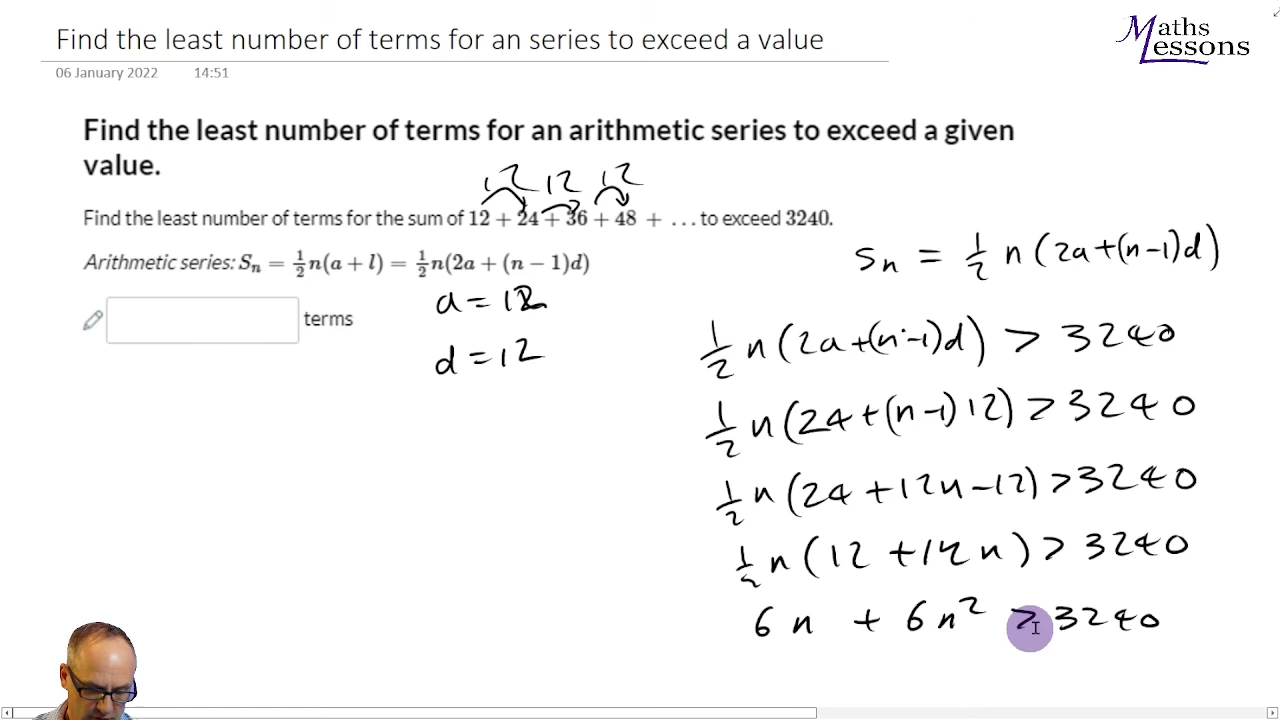 Find the least number of terms for an series to exceed a value
Maths
Lessons
06 January 2022 14:51
Find the least number of terms for an arithmetic series to exceed a given
value.
12 12 12
Find the least number of terms for the sum of 12 + 24 + 36 + 48 + … to exceed 3240.
Arithmetic series: Sₙ = ½n(a + l) = ½n(2a + (n − 1)d)
terms
a = 12
d = 12
Sₙ = ½ n (2a+(n-1)d)
½ n (2a+(n-1)d) > 3240
½ n (24+(n-1)12) > 3240
½ n (24 + 12n - 12) > 3240
½ n (12 + 12n) > 3240
6n + 6n² > 3240